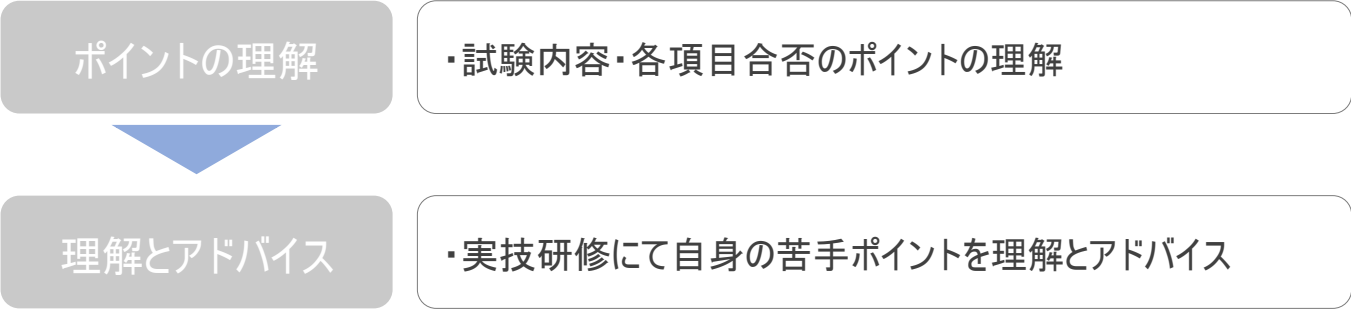 ポイントの理解
・試験内容・各項目合否のポイントの理解
理解とアドバイス
・実技研修にて自身の苦手ポイントを理解とアドバイス